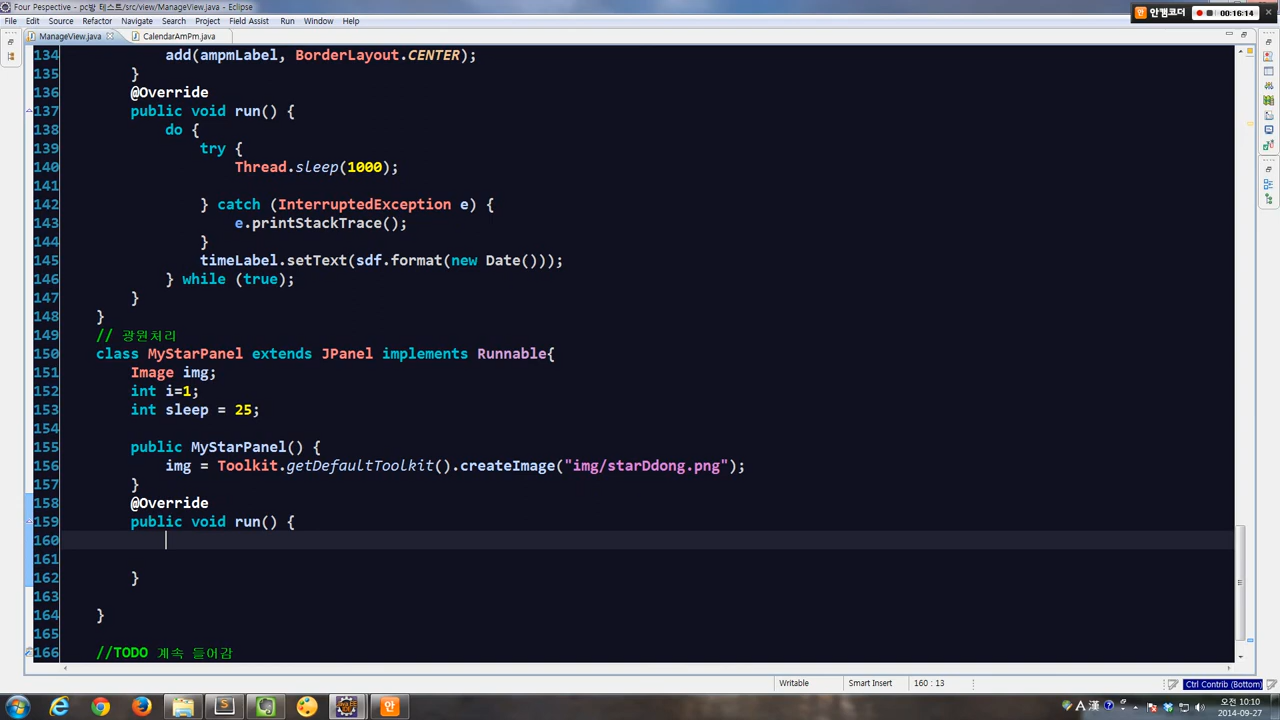 Four Pespective - pc방 테스트/src/view/ManageView.java - Eclipse
안캠코더 00:16:14
File Edit Source Refactor Navigate Search Project Field Assist Run Window Help
ManageView.java CalendarAmPm.java
134 add(ampmLabel, BorderLayout.CENTER);
135 }
136 @Override
137 public void run() {
138 do {
139 try {
140 Thread.sleep(1000);
141
142 } catch (InterruptedException e) {
143 e.printStackTrace();
144 }
145 timeLabel.setText(sdf.format(new Date()));
146 } while (true);
147 }
148 }
149 // 광원처리
150 class MyStarPanel extends JPanel implements Runnable{
151 Image img;
152 int i=1;
153 int sleep = 25;
154
155 public MyStarPanel() {
156 img = Toolkit.getDefaultToolkit().createImage("img/starDdong.png");
157 }
158 @Override
159 public void run() {
160
161
162 }
163
164 }
165
166 //TODO 계속 들어감
Writable Smart Insert 160 : 13 Ctrl Contrib (Bottom)
A 漢 오전 10:10
2014-09-27